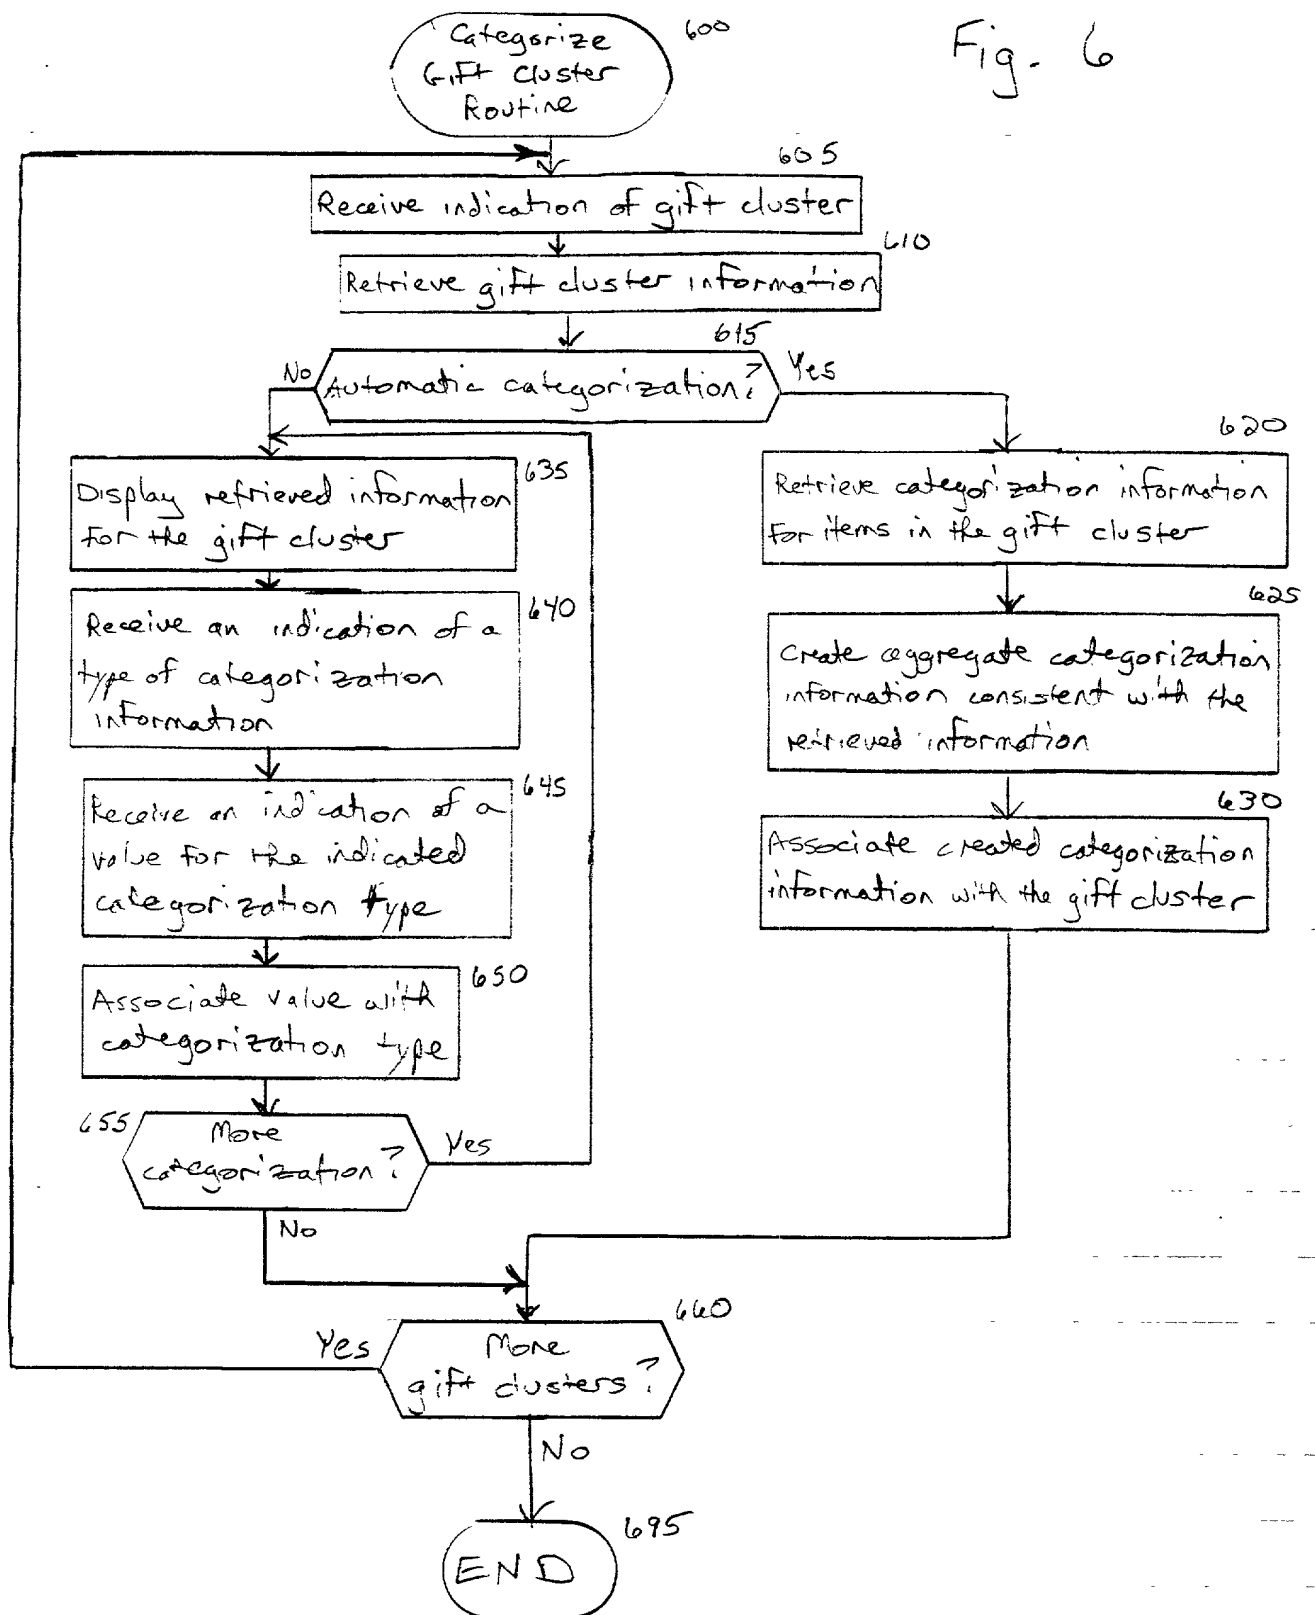 Fig. 6
Categorize
Gift cluster
Routine
600
605
Receive indication of gift cluster
610
Retrieve gift cluster information
615
Automatic categorization?
No
Yes
635
Display retrieved information
for the gift cluster
640
Receive an indication of a
type of categorization
information
645
Receive an indication of a
value for the indicated
categorization type
650
Associate value with
categorization type
655
More
categorization?
Yes
No
620
Retrieve categorization information
for items in the gift cluster
625
create aggregate categorization
information consistent with the
retrieved information
630
Associate created categorization
information with the gift cluster
660
More
gift clusters?
Yes
No
695
END